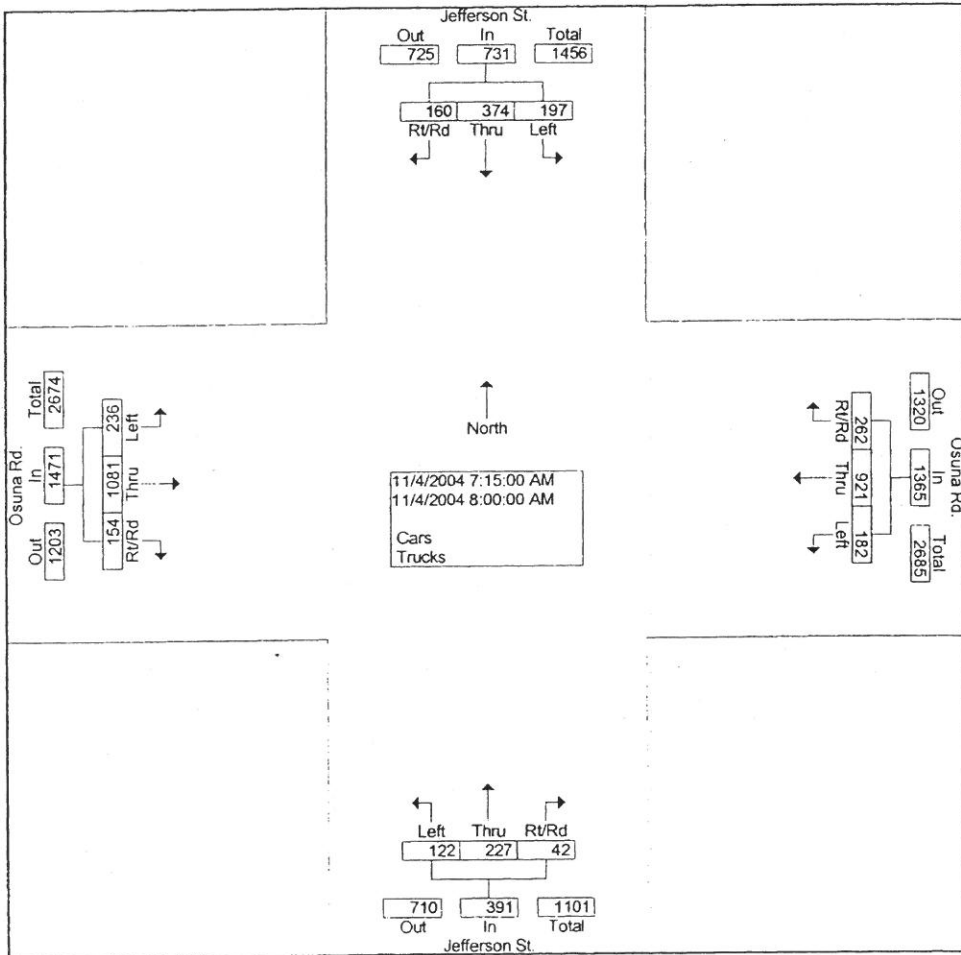 Jefferson St.
Out In Total
725 731 1456
160 374 197
Rt/Rd Thru Left
Osuna Rd.
Total In Out
2674 1471 1203
236 1081 154
Left Thru Rt/Rd
North
11/4/2004 7:15:00 AM
11/4/2004 8:00:00 AM
Cars
Trucks
Rt/Rd Thru Left
262 921 182
1320 1365 2685
Out In Total
Osuna Rd.
Left Thru Rt/Rd
122 227 42
710 391 1101
Out In Total
Jefferson St.